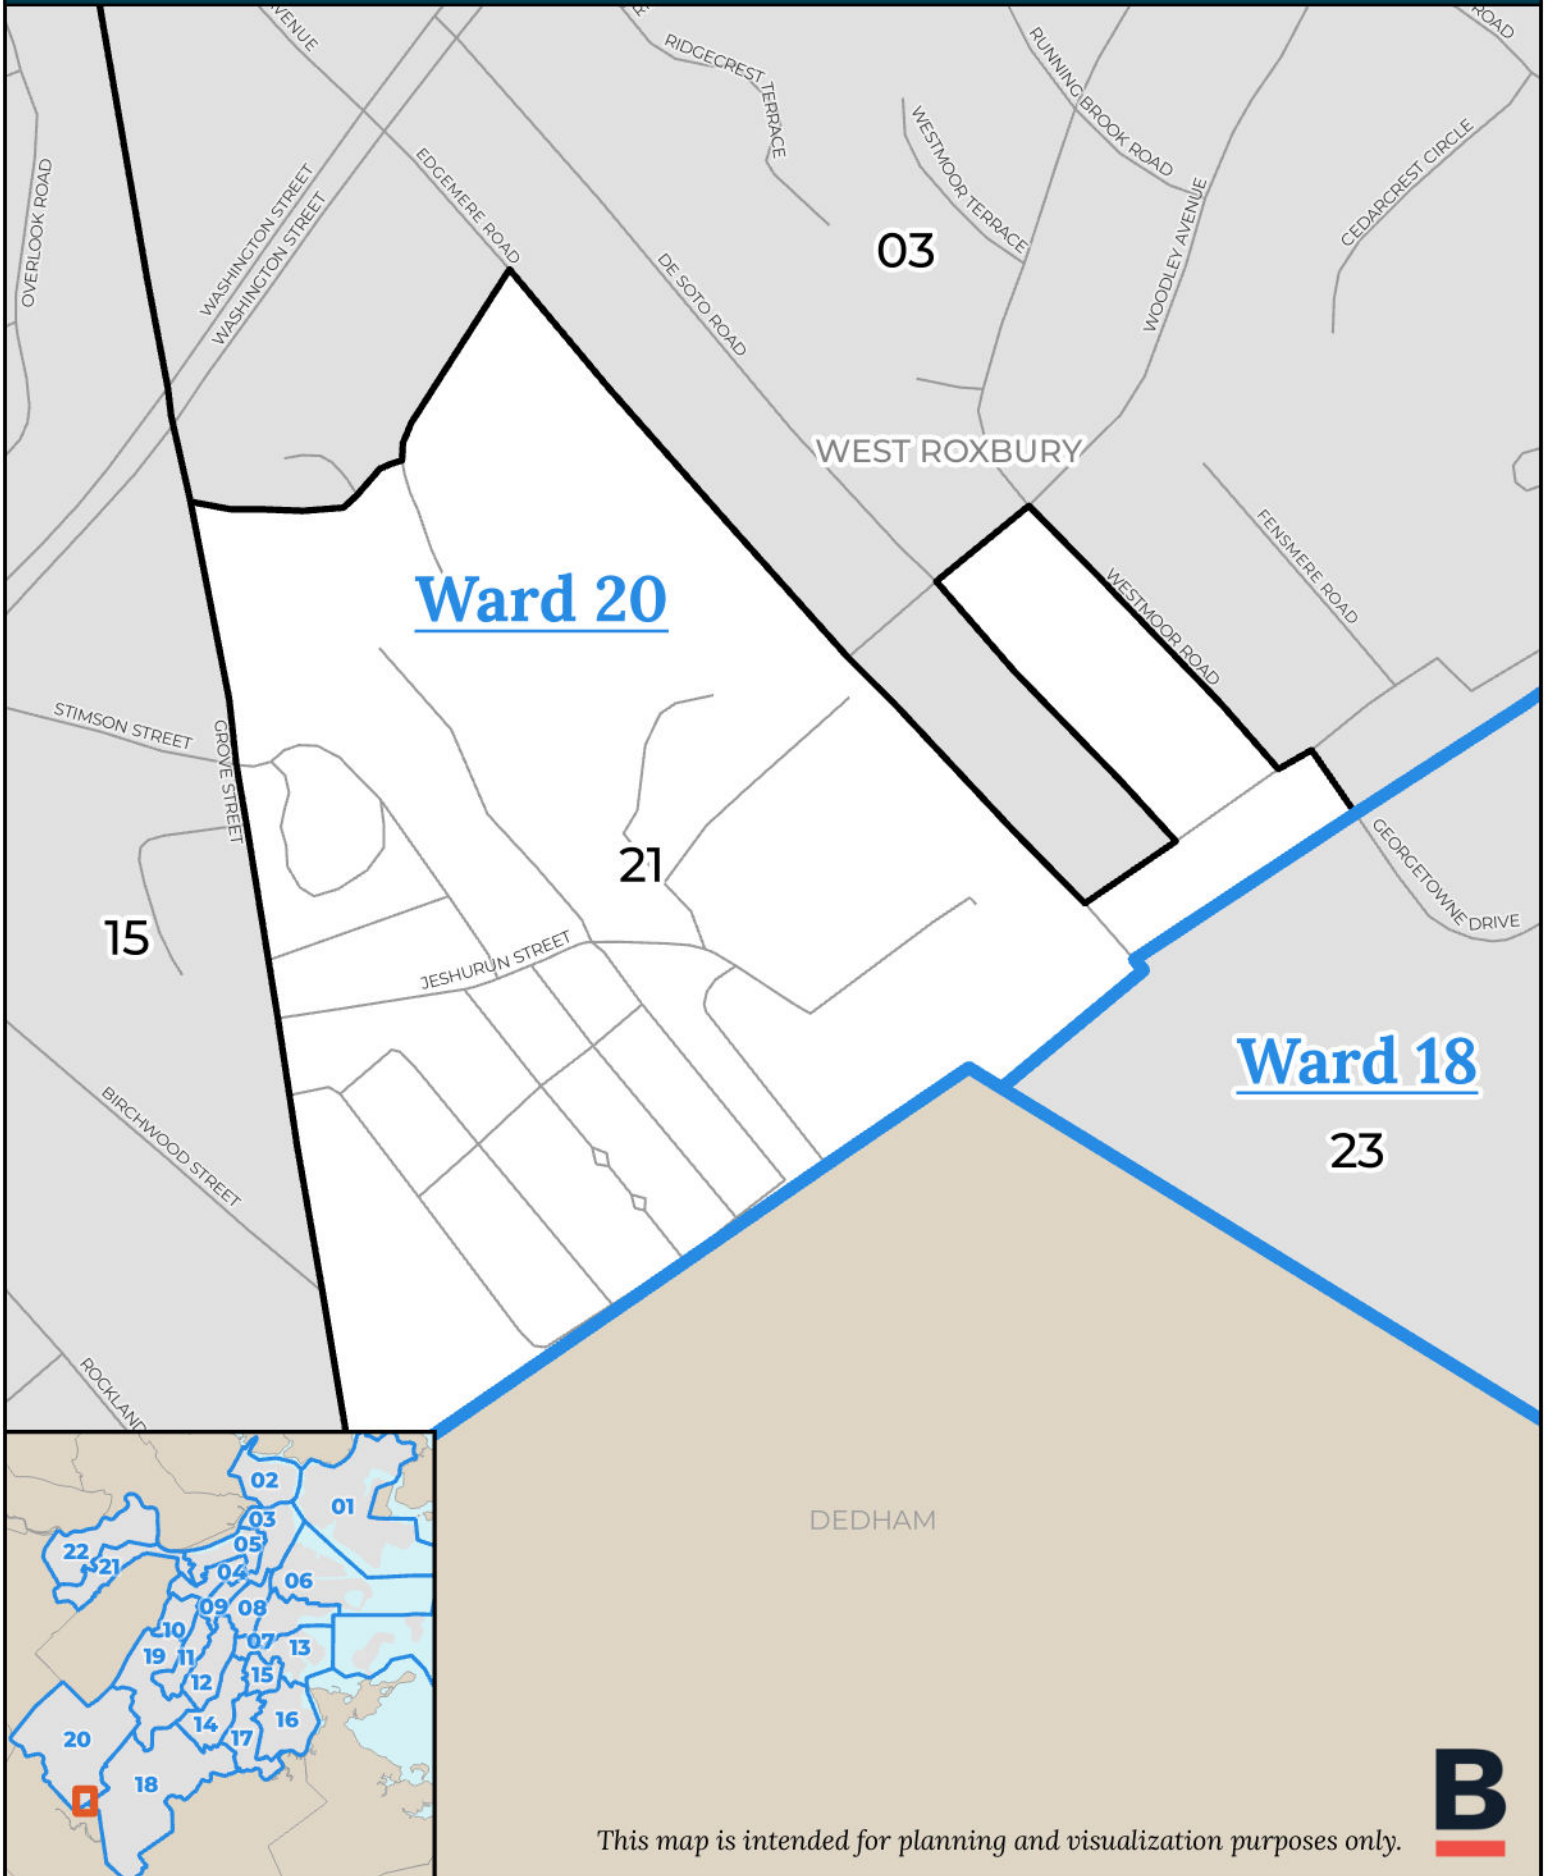 AVENUE
RIDGECREST TERRACE
RUNNING BROOK ROAD
ROAD
OVERLOOK ROAD
WASHINGTON STREET
WASHINGTON STREET
EDGEMERE ROAD
WESTMOOR TERRACE
WOODLEY AVENUE
CEDARCREST CIRCLE
03
DE SOTO ROAD
WEST ROXBURY
Ward 20
WESTMOOR ROAD
FENSMERE ROAD
STIMSON STREET
GROVE STREET
21
15
JESHURUN STREET
GEORGETOWNE DRIVE
Ward 18
23
BIRCHWOOD STREET
ROCKLAND
DEDHAM
02
01
03
05
22
21
04
06
09
08
10
07
13
19
11
12
15
14
16
17
20
18
B
This map is intended for planning and visualization purposes only.